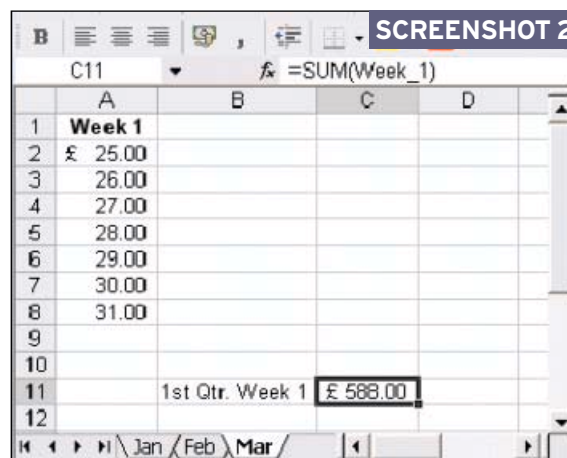 B , SCREENSHOT 2
C11 fx =SUM(Week_1)
A B C D
1 Week 1
2 £ 25.00
3 26.00
4 27.00
5 28.00
6 29.00
7 30.00
8 31.00
9
10
11 1st Qtr. Week 1 £ 588.00
12
Jan Feb Mar